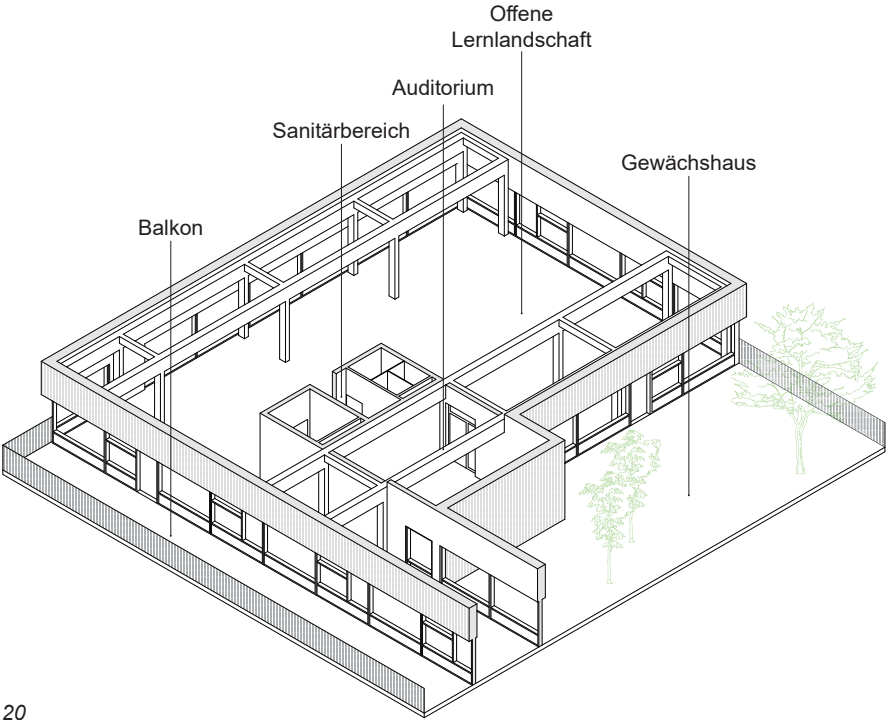 Offene
Lernlandschaft
Auditorium
Sanitärbereich
Gewächshaus
Balkon
20